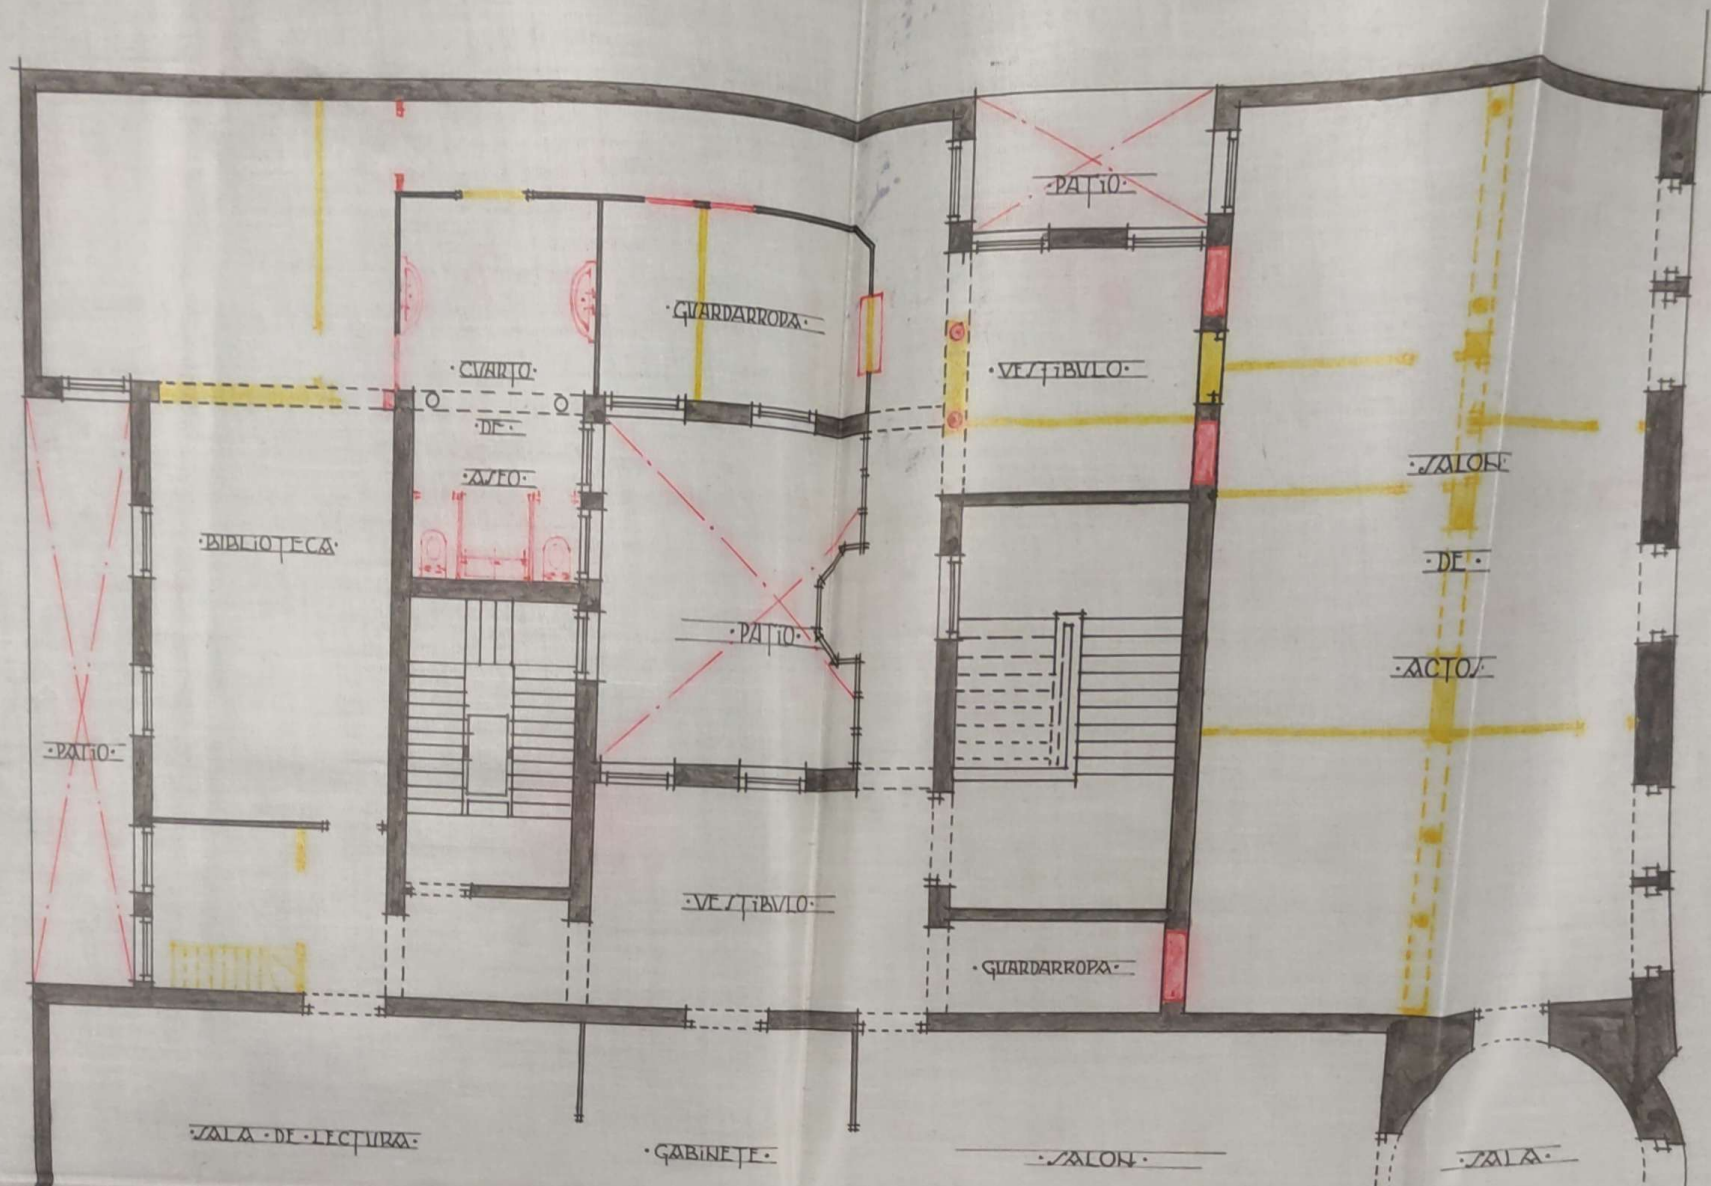 ·PATIO·
·GUARDARROPA·
·CUARTO·
·DE·
·ASEO·
·VESTIBULO·
·SALON·
·DE·
·ACTOS·
·BIBLIOTECA·
·PATIO·
·PATIO·
·VESTIBULO·
·GUARDARROPA·
·SALA·DE·LECTURA·
·GABINETE·
·SALON·
·SALA·